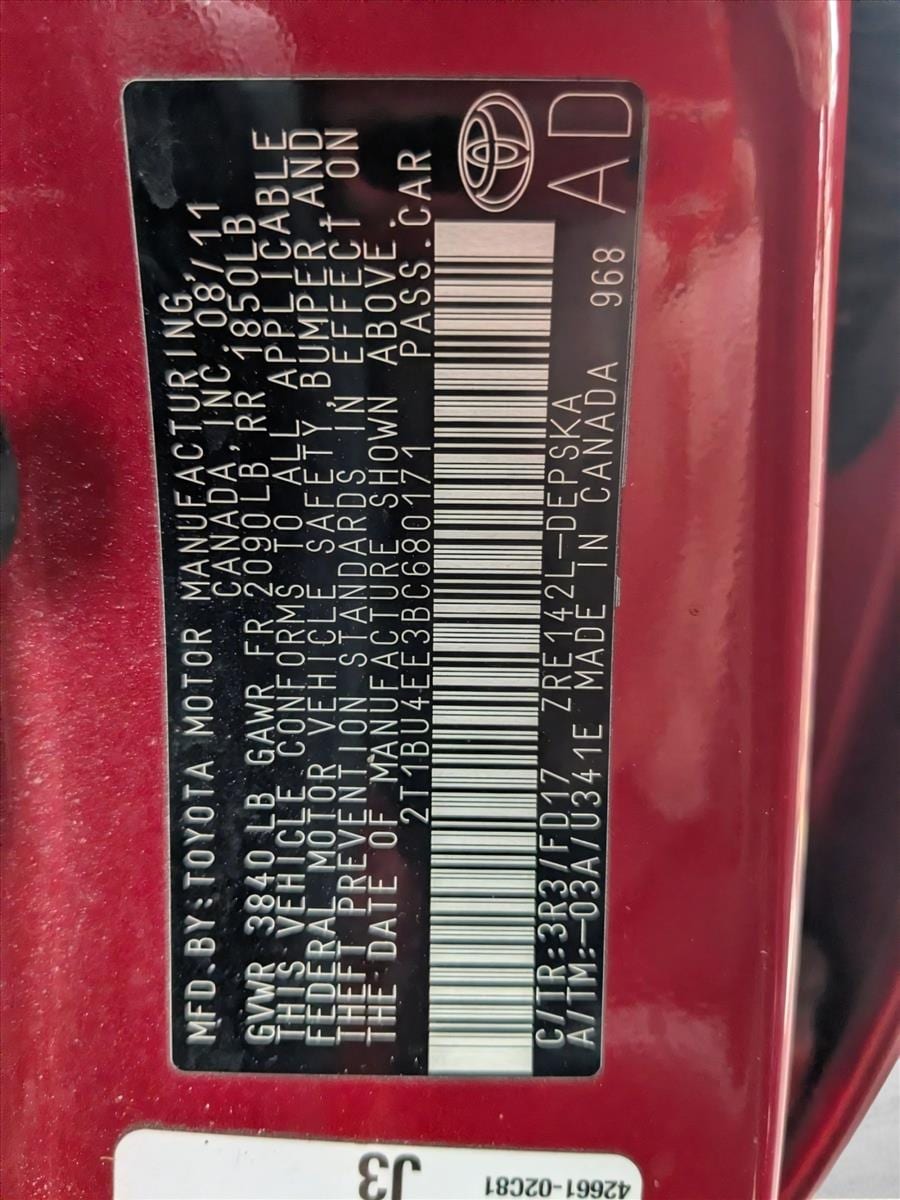 MFD.BY:TOYOTA MOTOR MANUFACTURING,
CANADA, INC. 08/11
GVWR 3840 LB GAWR FR 2090LB RR 1850LB
THIS VEHICLE CONFORMS TO ALL APPLICABLE
FEDERAL MOTOR VEHICLE SAFETY, BUMPER, AND
THEFT PREVENTION STANDARDS IN EFFECT ON
THE DATE OF MANUFACTURE SHOWN ABOVE.
2T1BU4EE3BC680171 PASS.CAR
C/TR:3R3/FD17 ZRE142L-DEPSKA
A/TM:-03A/U341E MADE IN CANADA 968
AD
J3
42661-02C81